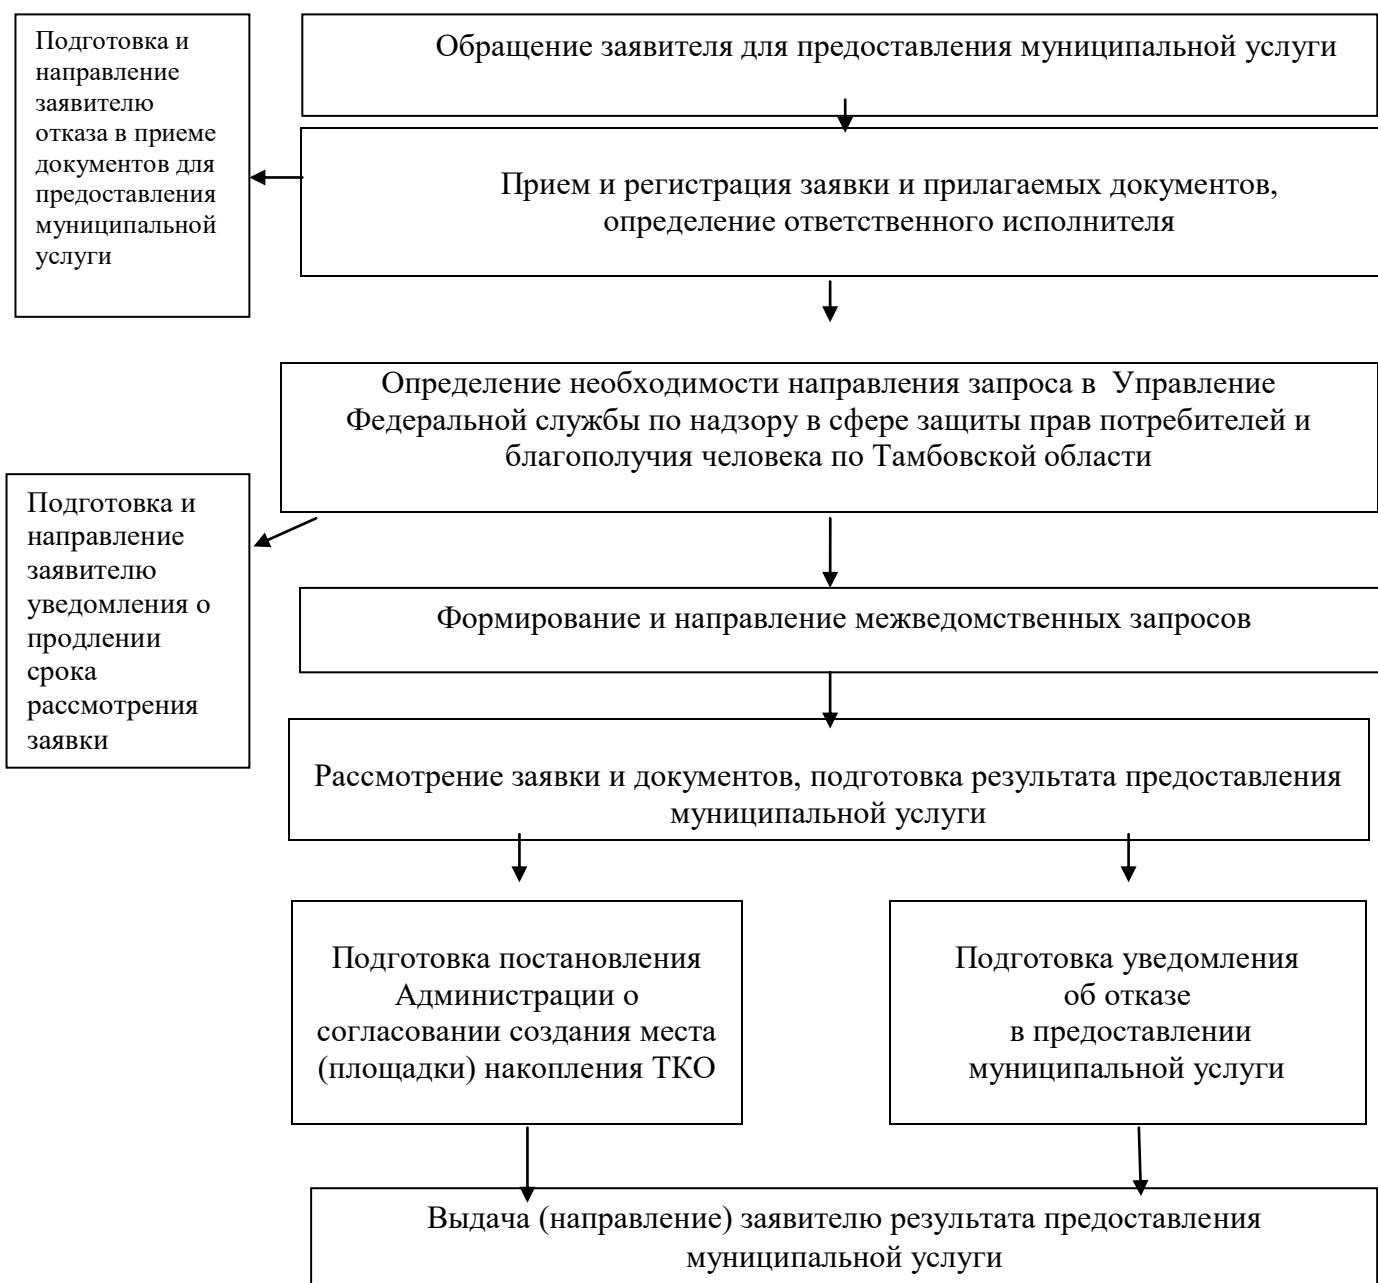 Подготовка и
направление
заявителю
отказа в приеме
документов для
предоставления
муниципальной
услуги
Обращение заявителя для предоставления муниципальной услуги
Прием и регистрация заявки и прилагаемых документов,
определение ответственного исполнителя
Определение необходимости направления запроса в  Управление
Федеральной службы по надзору в сфере защиты прав потребителей и
благополучия человека по Тамбовской области
Подготовка и
направление
заявителю
уведомления о
продлении
срока
рассмотрения
заявки
Формирование и направление межведомственных запросов
Рассмотрение заявки и документов, подготовка результата предоставления
муниципальной услуги
Подготовка постановления
Администрации о
согласовании создания места
(площадки) накопления ТКО
Подготовка уведомления
об отказе
в предоставлении
муниципальной услуги
Выдача (направление) заявителю результата предоставления
муниципальной услуги